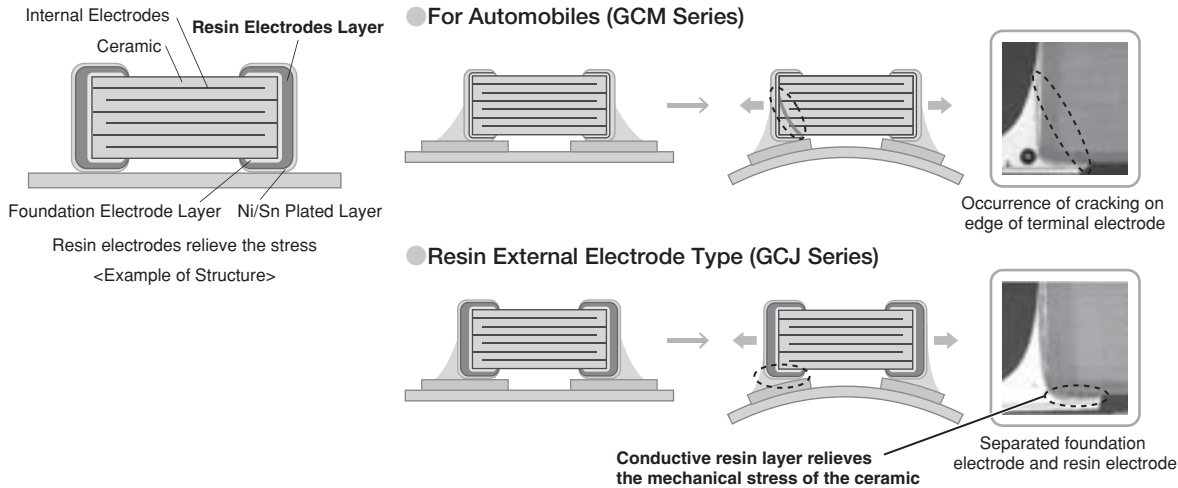 Internal Electrodes
Resin Electrodes Layer
Ceramic
Foundation Electrode Layer
Ni/Sn Plated Layer
Resin electrodes relieve the stress
<Example of Structure>
For Automobiles (GCM Series)
Occurrence of cracking on
edge of terminal electrode
Resin External Electrode Type (GCJ Series)
Conductive resin layer relieves
the mechanical stress of the ceramic
Separated foundation
electrode and resin electrode